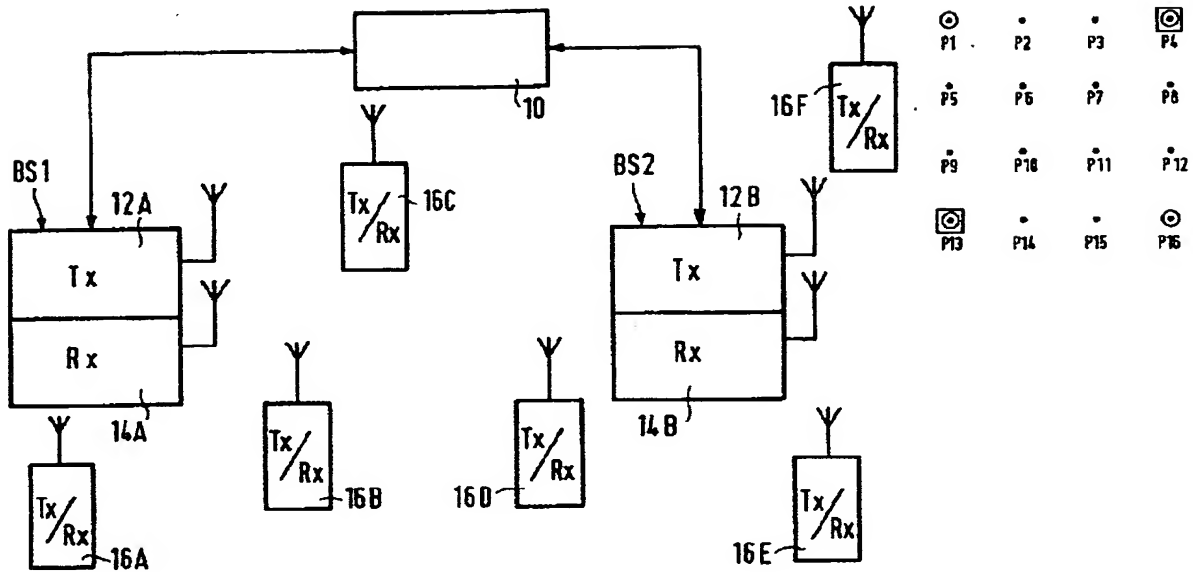 P1 P2 P3 P4
10
16F
Tx/Rx
P5 P6 P7 P8
BS1
12A
Tx/Rx
16C
BS2
12B
P9 P10 P11 P12
Tx
Tx
P13 P14 P15 P16
Rx
Rx
14A
14B
Tx/Rx
16B
Tx/Rx
16D
Tx/Rx
16A
Tx/Rx
16E